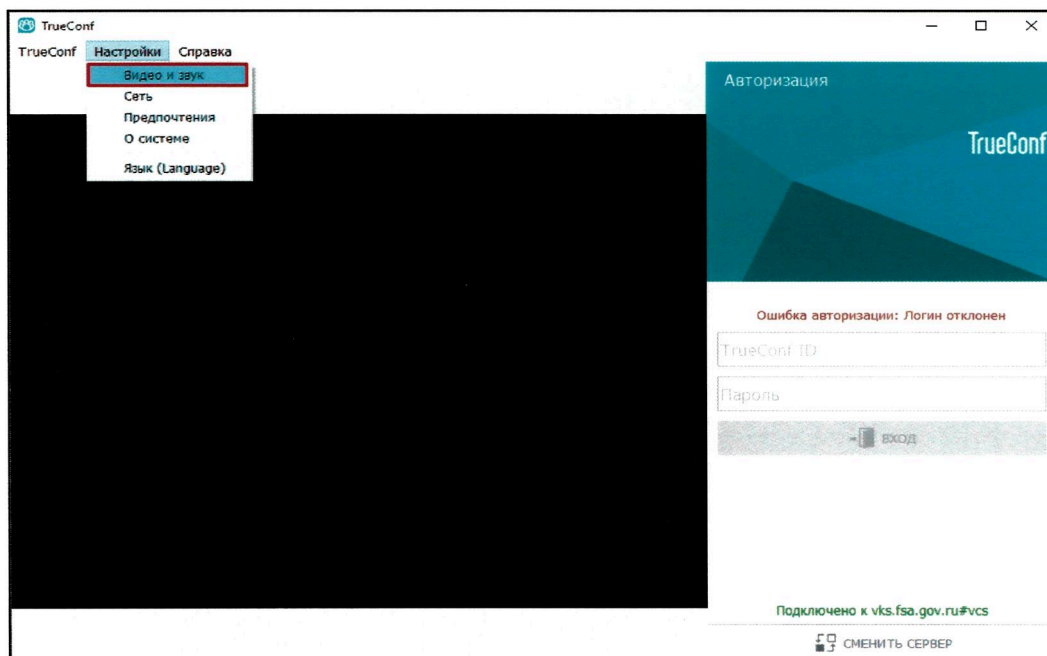 TrueConf
TrueConf Настройки Справка
Видео и звук
Сеть
Предпочтения
О системе
Язык (Language)
Авторизация
TrueConf
Ошибка авторизации: Логин отклонен
TrueConf ID
Пароль
ВХОД
Подключено к vks.fsa.gov.ru#vcs
СМЕНИТЬ СЕРВЕР